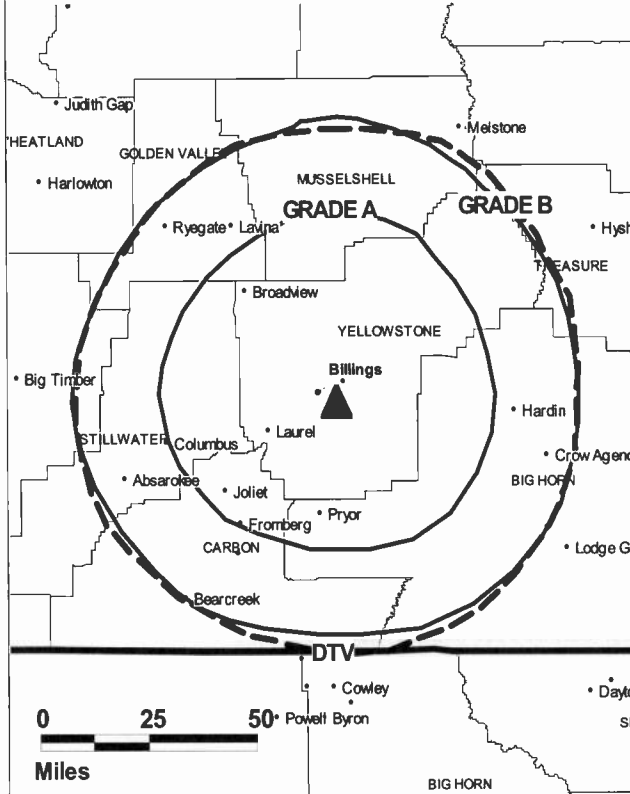 Judith Gap
HEATLAND
Melstone
GOLDEN VALLEY
Harlowton
MUSSELSHELL
GRADE A
GRADE B
Ryegate
Lavina
Hysh
TREASURE
Broadview
YELLOWSTONE
Billings
Big Timber
Hardin
Laurel
STILLWATER
Columbus
Crow Agenc
Absarokee
BIG HORN
Joliet
Pryor
Fromberg
CARBON
Lodge G
Bearcreek
DTV
Cowley
Dayto
0 25 50
Powell Byron
Miles
BIG HORN